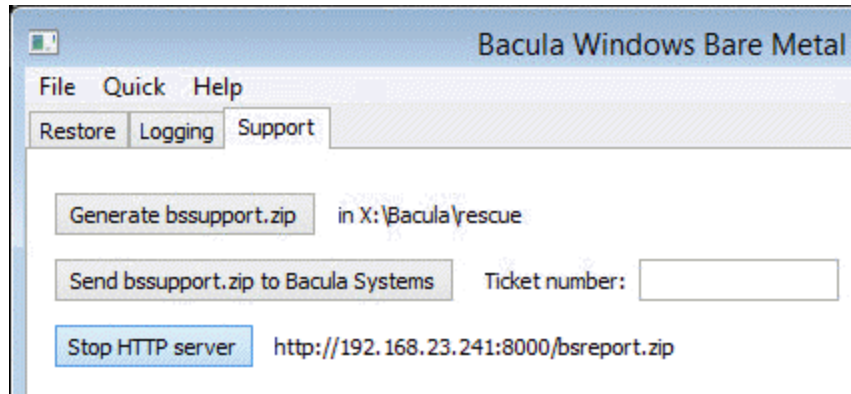 Bacula Windows Bare Metal
File Quick Help
Restore Logging Support
Generate bssupport.zip in X:\Bacula\rescue
Send bssupport.zip to Bacula Systems Ticket number:
Stop HTTP server http://192.168.23.241:8000/bsreport.zip